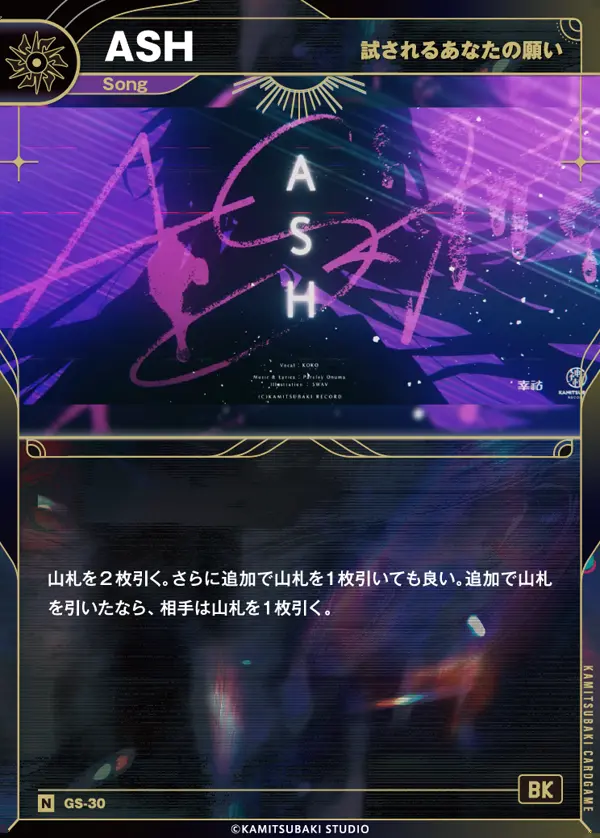 ASH
試されるあなたの願い
Song
A
S
H
Vocal : KOKO
Music & Lyrics : Paisley Onuma
Illustration : SWAV
(C)KAMITSUBAKI RECORD
幸祜
山札を2枚引く。さらに追加で山札を1枚引いても良い。追加で山札
を引いたなら、相手は山札を1枚引く。
KAMITSUBAKI CARDGAME
BK
N GS-30
©KAMITSUBAKI STUDIO